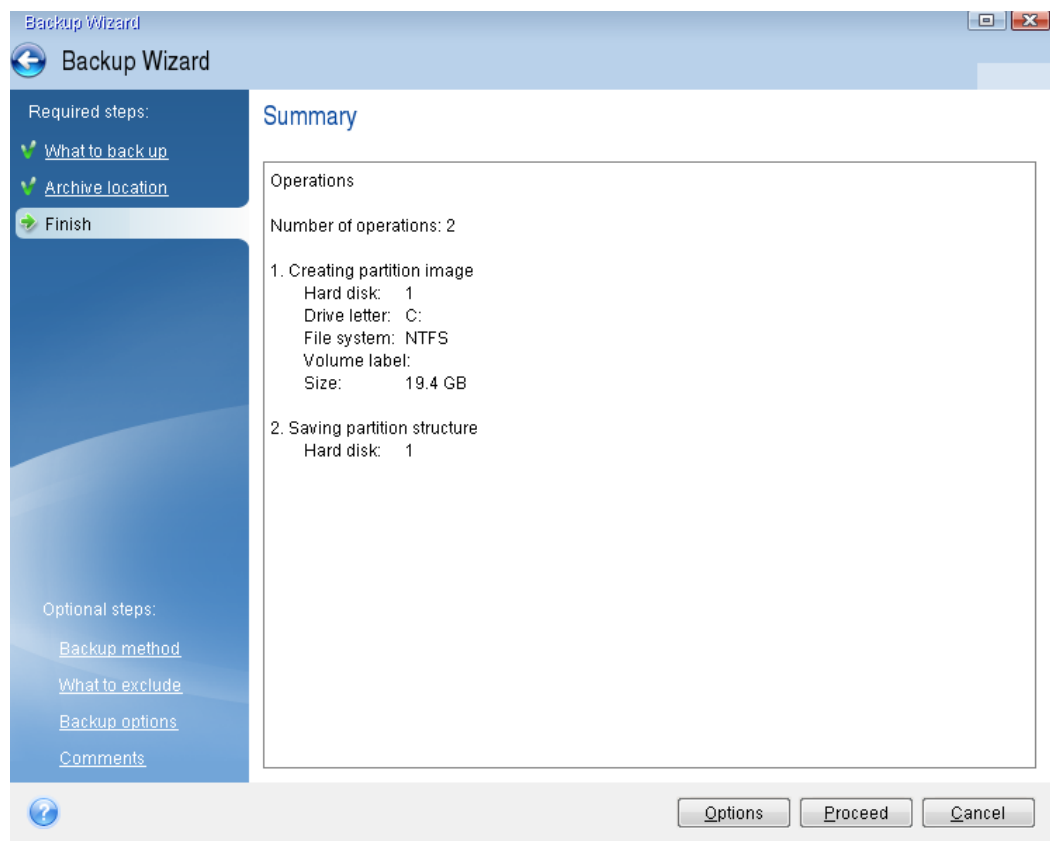 Backup Wizard
Backup Wizard
Required steps:
What to back up
Archive location
Finish
Summary
Operations
Number of operations: 2
1. Creating partition image
Hard disk: 1
Drive letter: C:
File system: NTFS
Volume label:
Size: 19.4 GB
2. Saving partition structure
Hard disk: 1
Optional steps:
Backup method
What to exclude
Backup options
Comments
Options Proceed Cancel